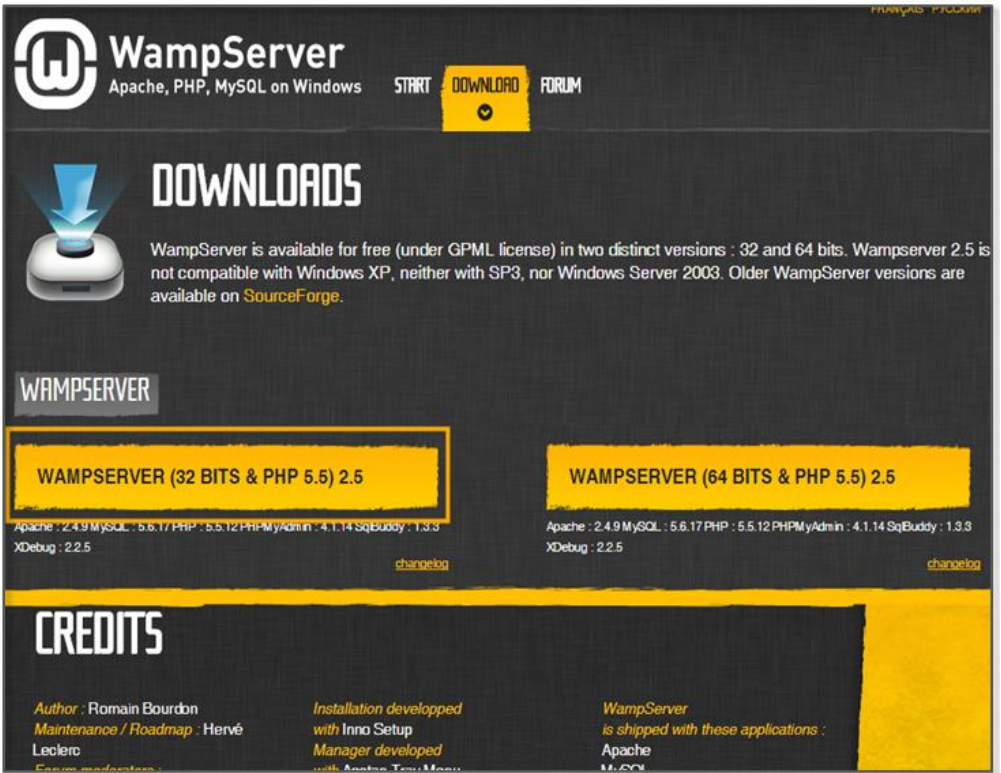 FRANÇAIS РУССКИЙ
WampServer
Apache, PHP, MySQL on Windows
START DOWNLOAD FORUM
DOWNLOADS
WampServer is available for free (under GPML license) in two distinct versions : 32 and 64 bits. Wampserver 2.5 is
not compatible with Windows XP, neither with SP3, nor Windows Server 2003. Older WampServer versions are
available on SourceForge.
WAMPSERVER
WAMPSERVER (32 BITS & PHP 5.5) 2.5
Apache : 2.4.9 MySQL : 5.6.17 PHP : 5.5.12 PHPMyAdmin : 4.1.14 SqlBuddy : 1.3.3
XDebug : 2.2.5
changelog
WAMPSERVER (64 BITS & PHP 5.5) 2.5
Apache : 2.4.9 MySQL : 5.6.17 PHP : 5.5.12 PHPMyAdmin : 4.1.14 SqlBuddy : 1.3.3
XDebug : 2.2.5
changelog
CREDITS
Author : Romain Bourdon
Maintenance / Roadmap : Hervé
Leclerc
Forum moderators :
Installation developped
with Inno Setup
Manager developed
with Aestan Tray Menu
WampServer
is shipped with these applications :
Apache
MySQL